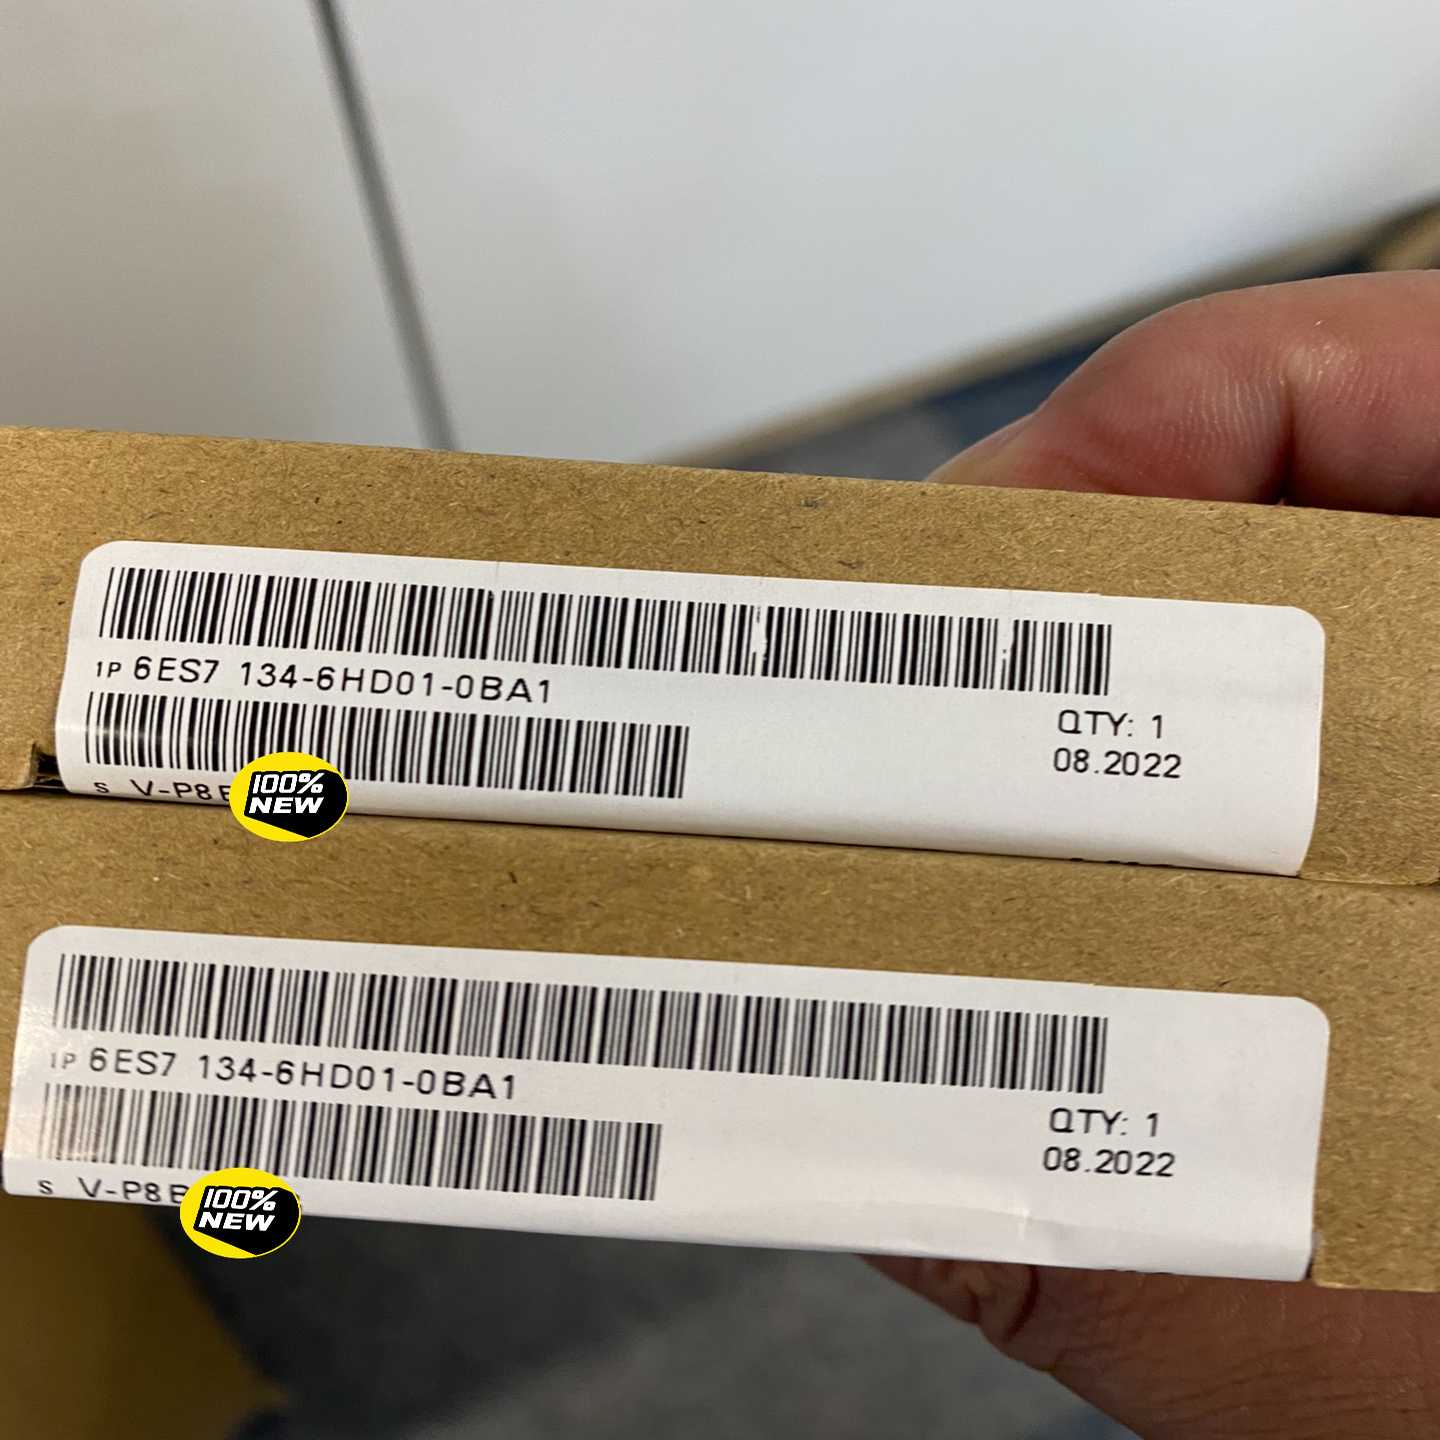 1P 6ES7 134-6HD01-0BA1
QTY: 1
08.2022
S V-P8
100%
NEW
1P 6ES7 134-6HD01-0BA1
QTY: 1
08.2022
S V-P8
100%
NEW